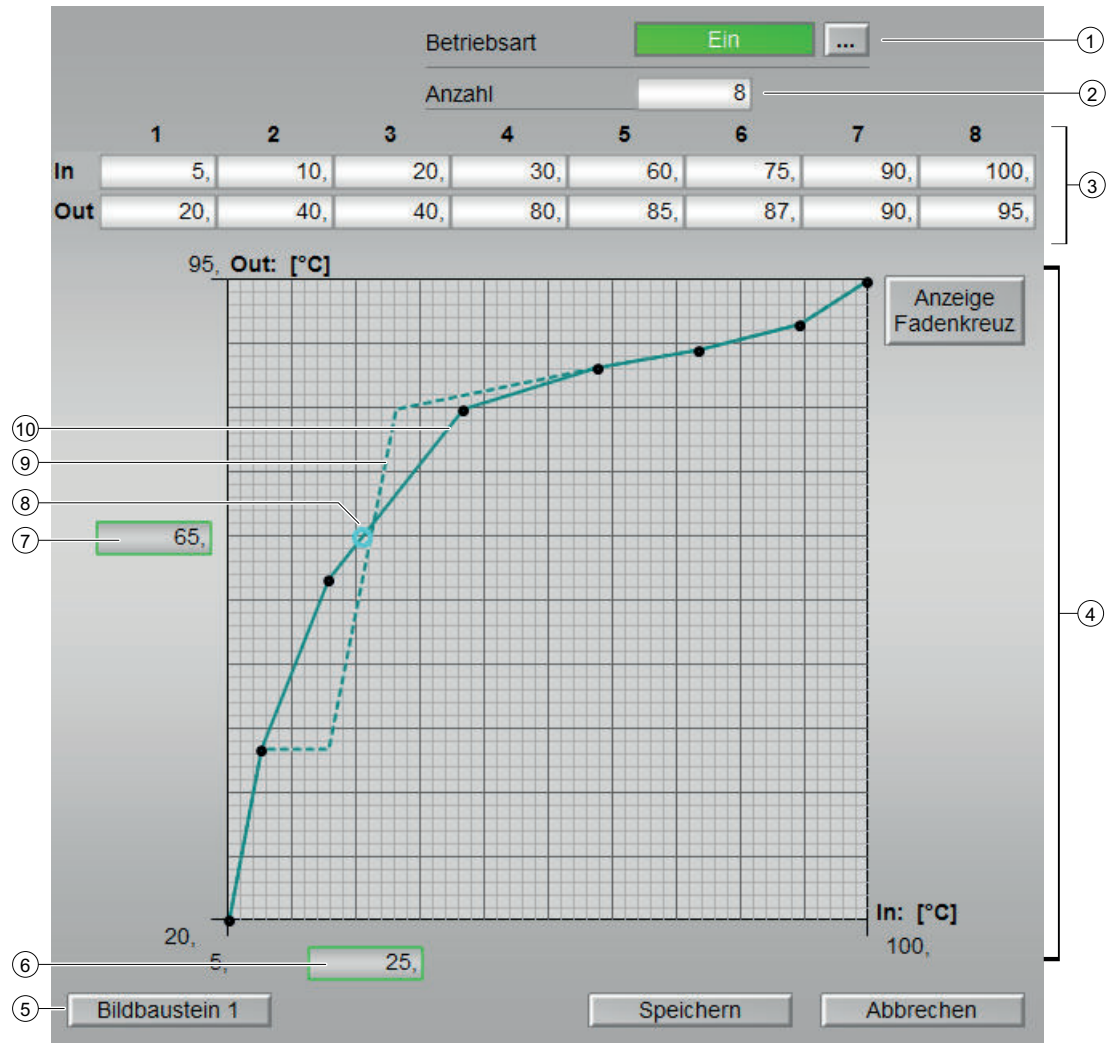 Betriebsart Ein ... 1
Anzahl 8 2
1 2 3 4 5 6 7 8
In 5, 10, 20, 30, 60, 75, 90, 100,
Out 20, 40, 40, 80, 85, 87, 90, 95,
3
95, Out: [°C]
Anzeige
Fadenkreuz
10
9
8
7 65,
4
In: [°C]
20,
5,
100,
6 25,
5 Bildbaustein 1 Speichern Abbrechen